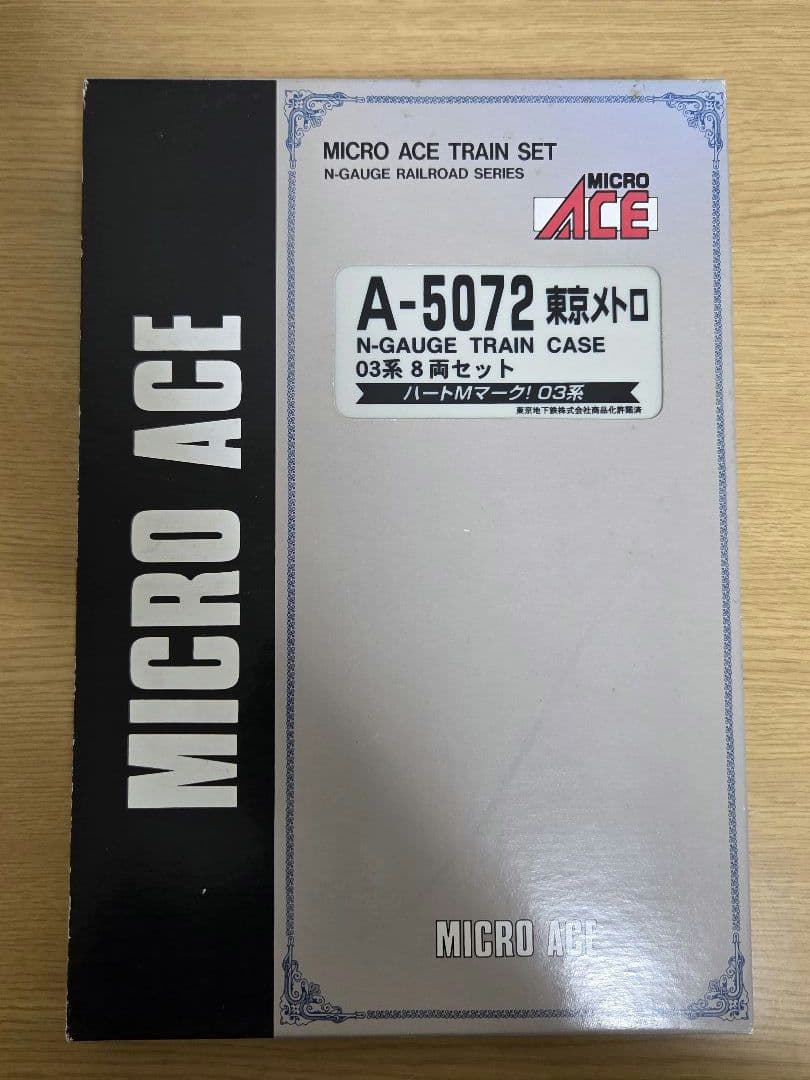 MICRO ACE
MICRO ACE TRAIN SET
N-GAUGE RAILROAD SERIES
MICRO
ACE
A-5072 東京メトロ
N-GAUGE TRAIN CASE
03系 8両セット
ハートMマーク! 03系
東京地下鉄株式会社商品化許諾済
MICRO ACE